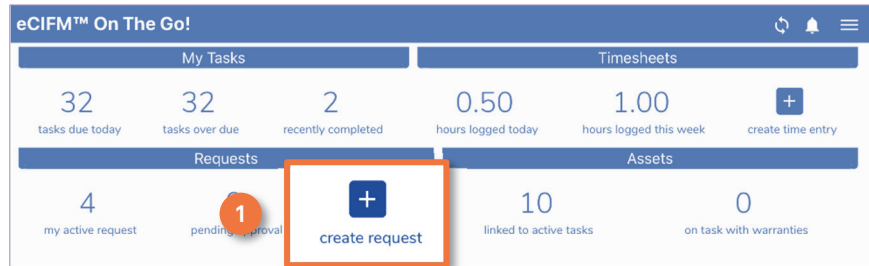 eCIFM™ On The Go!
My Tasks
Timesheets
32
32
2
0.50
1.00
+
tasks due today
tasks over due
recently completed
hours logged today
hours logged this week
create time entry
Requests
Assets
4
+
10
0
1
my active request
pending
create request
linked to active tasks
on task with warranties